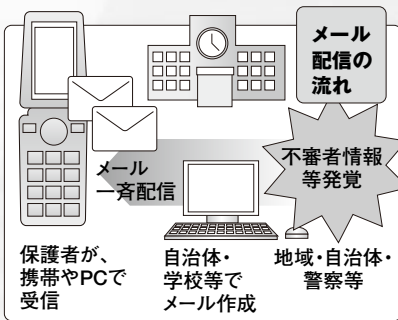 メール
配信の
流れ
不審者情報
等発覚
メール
一斉配信
保護者が、
携帯やPCで
受信
自治体・
学校等で
メール作成
地域・自治体・
警察等